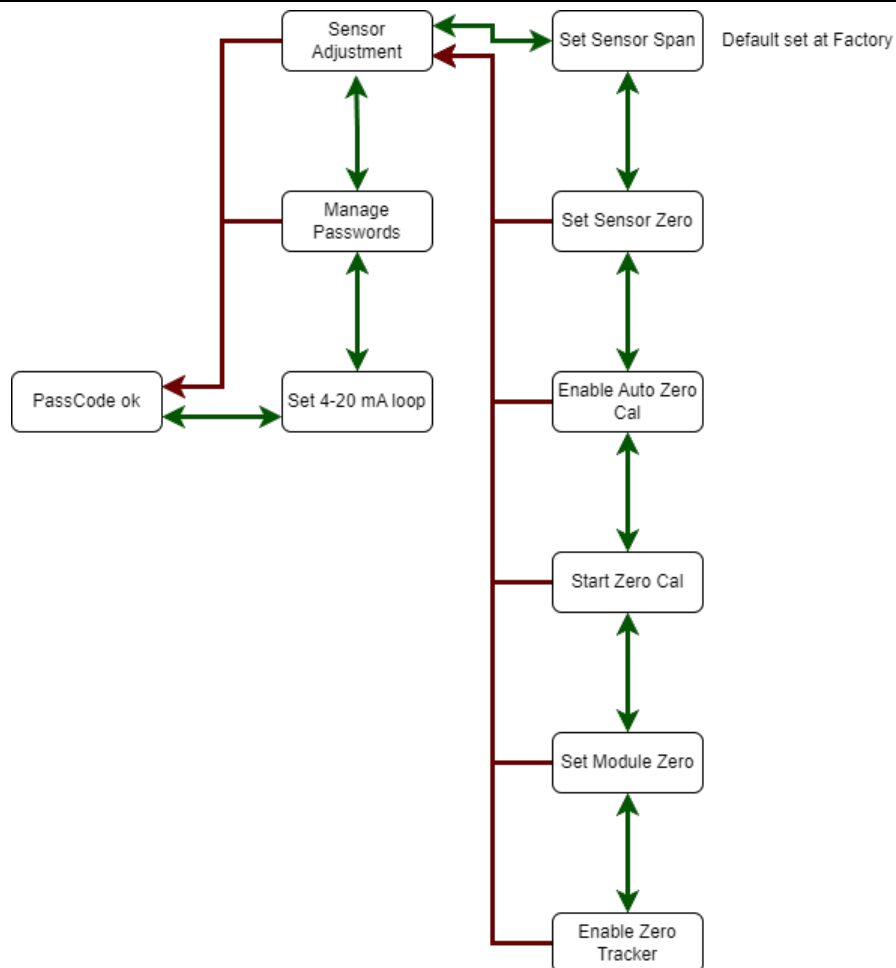 Sensor
Adjustment
Set Sensor Span
Default set at Factory
Manage
Passwords
Set Sensor Zero
PassCode ok
Set 4-20 mA loop
Enable Auto Zero
Cal
Start Zero Cal
Set Module Zero
Enable Zero
Tracker